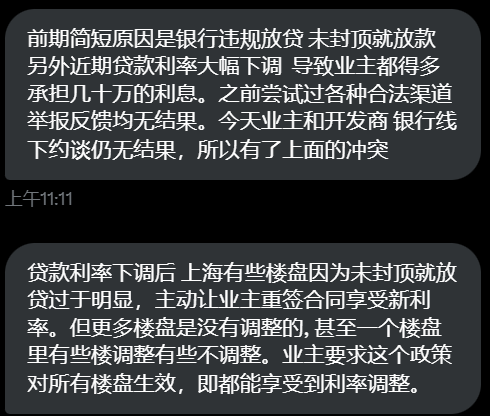 前期简短原因是银行违规放贷 未封顶就放款
另外近期贷款利率大幅下调  导致业主都得多
承担几十万的利息。之前尝试过各种合法渠道
举报反馈均无结果。今天业主和开发商 银行线
下约谈仍无结果，所以有了上面的冲突
上午11:11
贷款利率下调后 上海有些楼盘因为未封顶就放
贷过于明显，主动让业主重签合同享受新利
率。但更多楼盘是没有调整的, 甚至一个楼盘
里有些楼调整有些不调整。业主要求这个政策
对所有楼盘生效，即都能享受到利率调整。